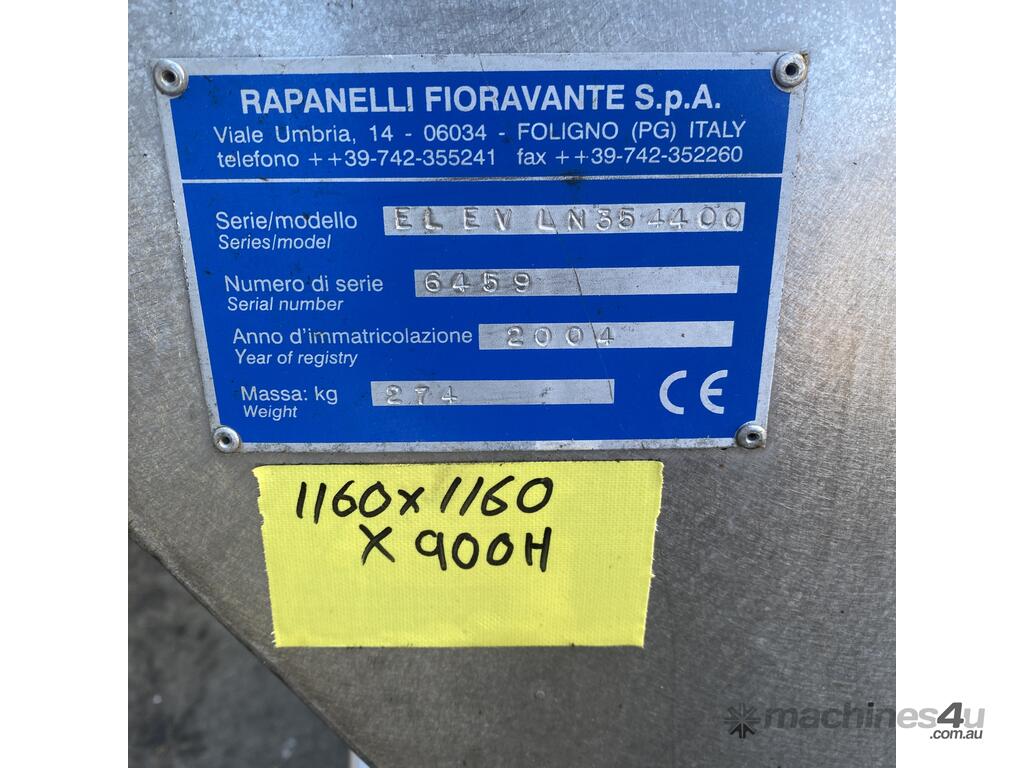 RAPANELLI FIORAVANTE S.p.A.
Viale Umbria, 14 - 06034 - FOLIGNO (PG) ITALY
telefono ++39-742-355241 fax ++39-742-352260
Serie/modello ELEV LN354400
Series/model
Numero di serie 6459
Serial number
Anno d'immatricolazione 2004
Year of registry
Massa: kg 274
Weight
CE
1160x1160
x 900H
machines4u
.com.au